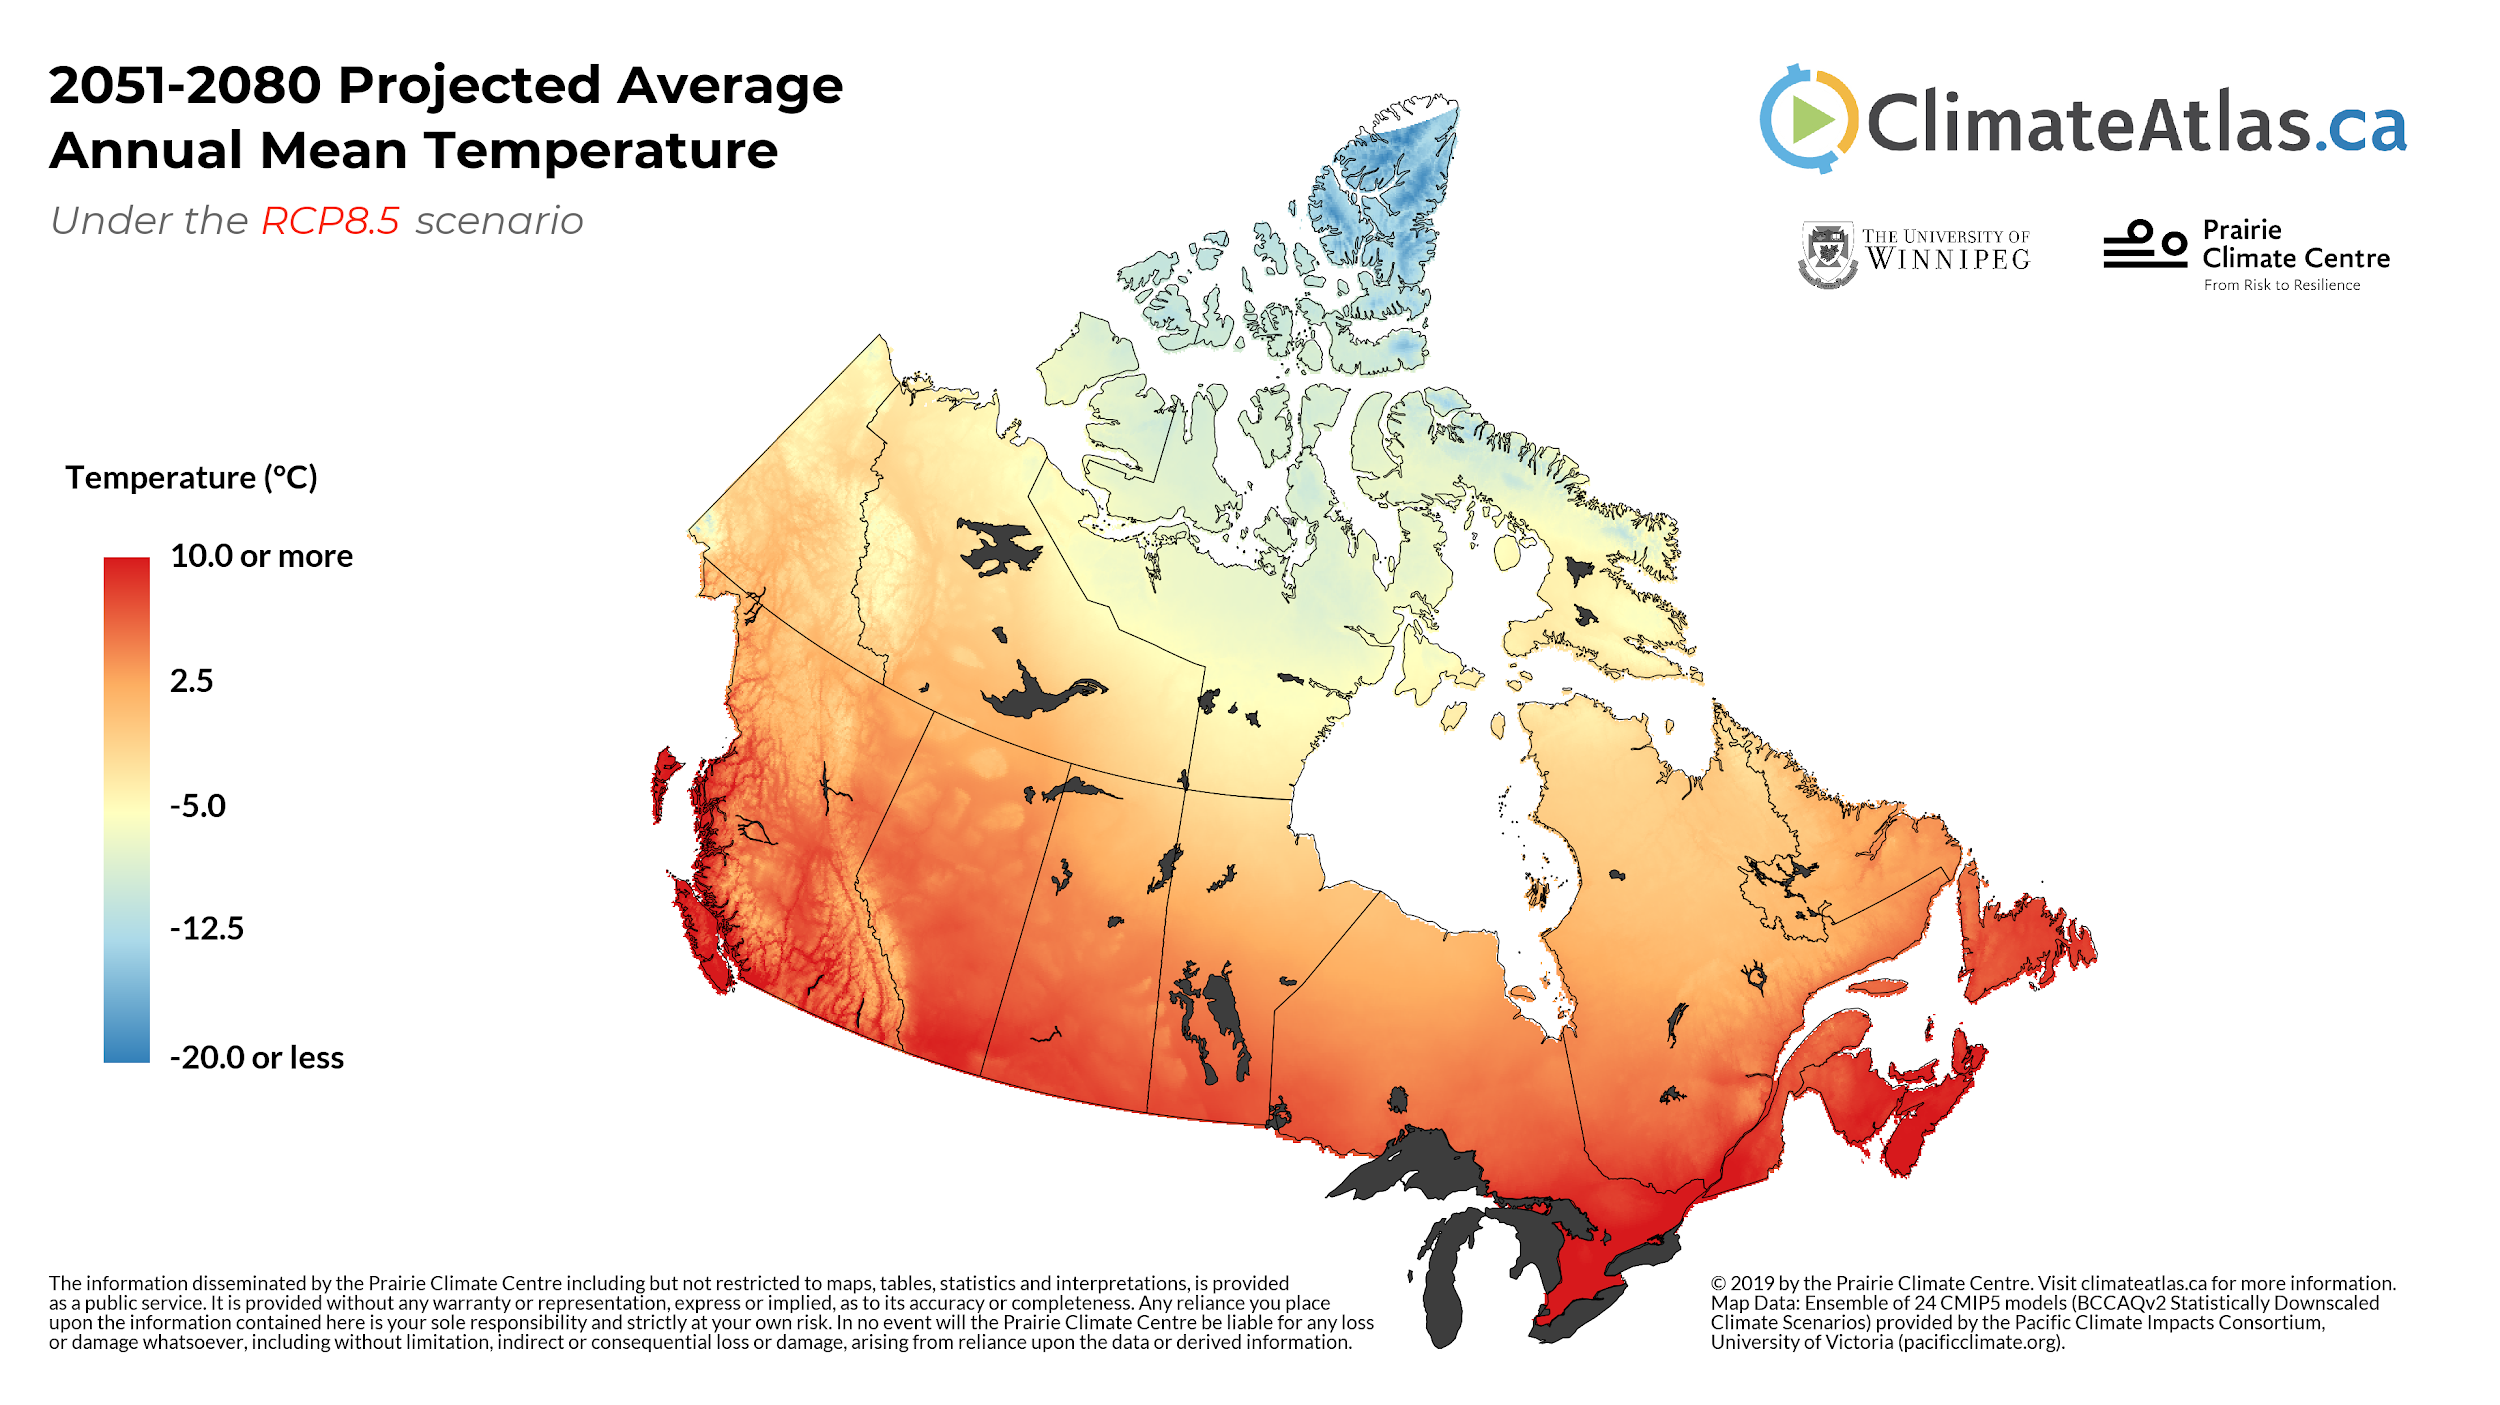 2051-2080 Projected Average
Annual Mean Temperature
Under the RCP8.5 scenario
ClimateAtlas.ca
THE UNIVERSITY OF
WINNIPEG
Prairie
Climate Centre
From Risk to Resilience
Temperature (°C)
10.0 or more
2.5
-5.0
-12.5
-20.0 or less
The information disseminated by the Prairie Climate Centre including but not restricted to maps, tables, statistics and interpretations, is provided
as a public service. It is provided without any warranty or representation, express or implied, as to its accuracy or completeness. Any reliance you place
upon the information contained here is your sole responsibility and strictly at your own risk. In no event will the Prairie Climate Centre be liable for any loss
or damage whatsoever, including without limitation, indirect or consequential loss or damage, arising from reliance upon the data or derived information.
© 2019 by the Prairie Climate Centre. Visit climateatlas.ca for more information.
Map Data: Ensemble of 24 CMIP5 models (BCCAQv2 Statistically Downscaled
Climate Scenarios) provided by the Pacific Climate Impacts Consortium,
University of Victoria (pacificclimate.org).